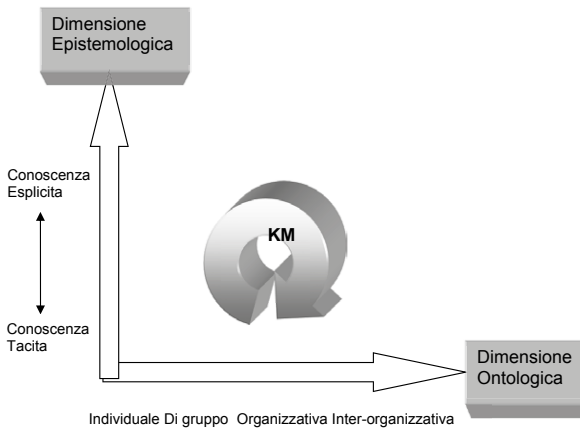 Dimensione
Epistemologica
Conoscenza
Esplicita
KM
Conoscenza
Tacita
Dimensione
Ontologica
Individuale Di gruppo Organizzativa Inter-organizzativa